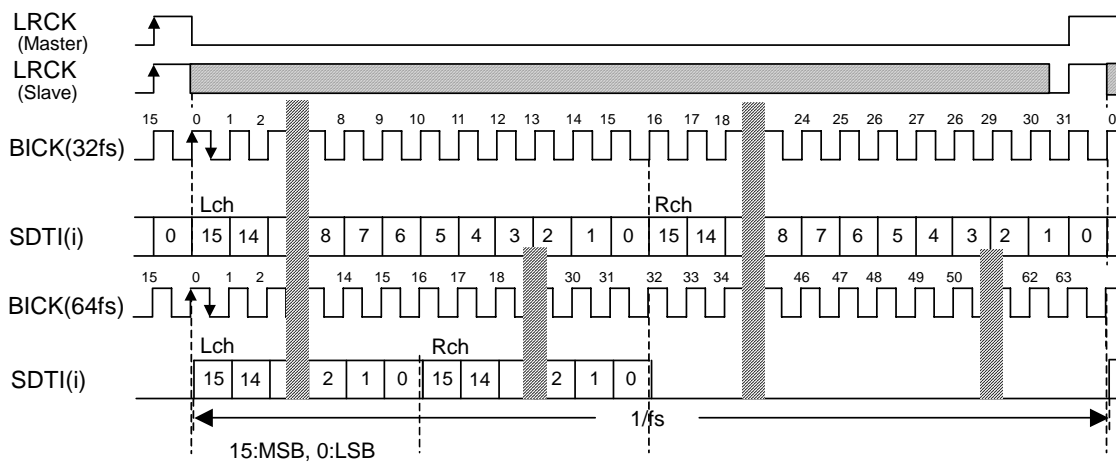 LRCK
(Master)
LRCK
(Slave)
15 0 1 2 8 9 10 11 12 13 14 15 16 17 18 24 25 26 27 26 26 29 30 31 0
BICK(32fs)
Lch Rch
SDTI(i) 0 15 14 8 7 6 5 4 3 2 1 0 15 14 8 7 6 5 4 3 2 1 0
15 0 1 2 14 15 16 17 18 30 31 32 33 34 46 47 48 49 50 62 63
BICK(64fs)
Lch Rch
SDTI(i) 15 14 2 1 0 15 14 2 1 0
1/fs
15:MSB, 0:LSB